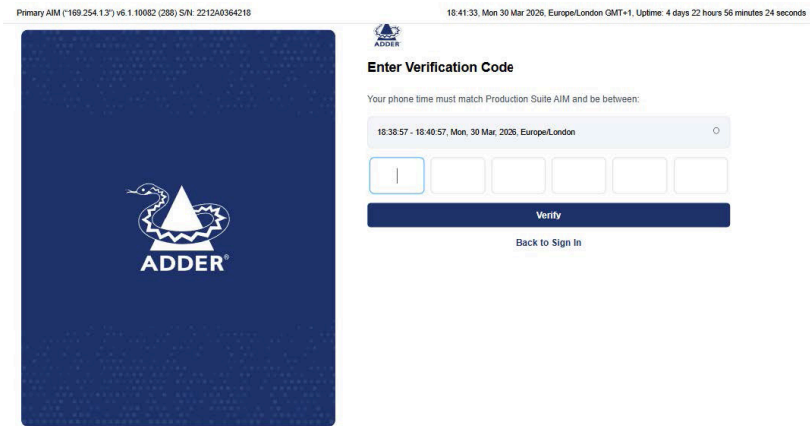 Primary AIM ("169.254.1.3") v6.1.10082 (288) S/N: 2212A0364218
18:41:33, Mon 30 Mar 2026, Europe/London GMT+1, Uptime: 4 days 22 hours 56 minutes 24 seconds
ADDER
Enter Verification Code
Your phone time must match Production Suite AIM and be between:
18:38:57 - 18:40:57, Mon, 30 Mar, 2026, Europe/London
ADDER®
Verify
Back to Sign In